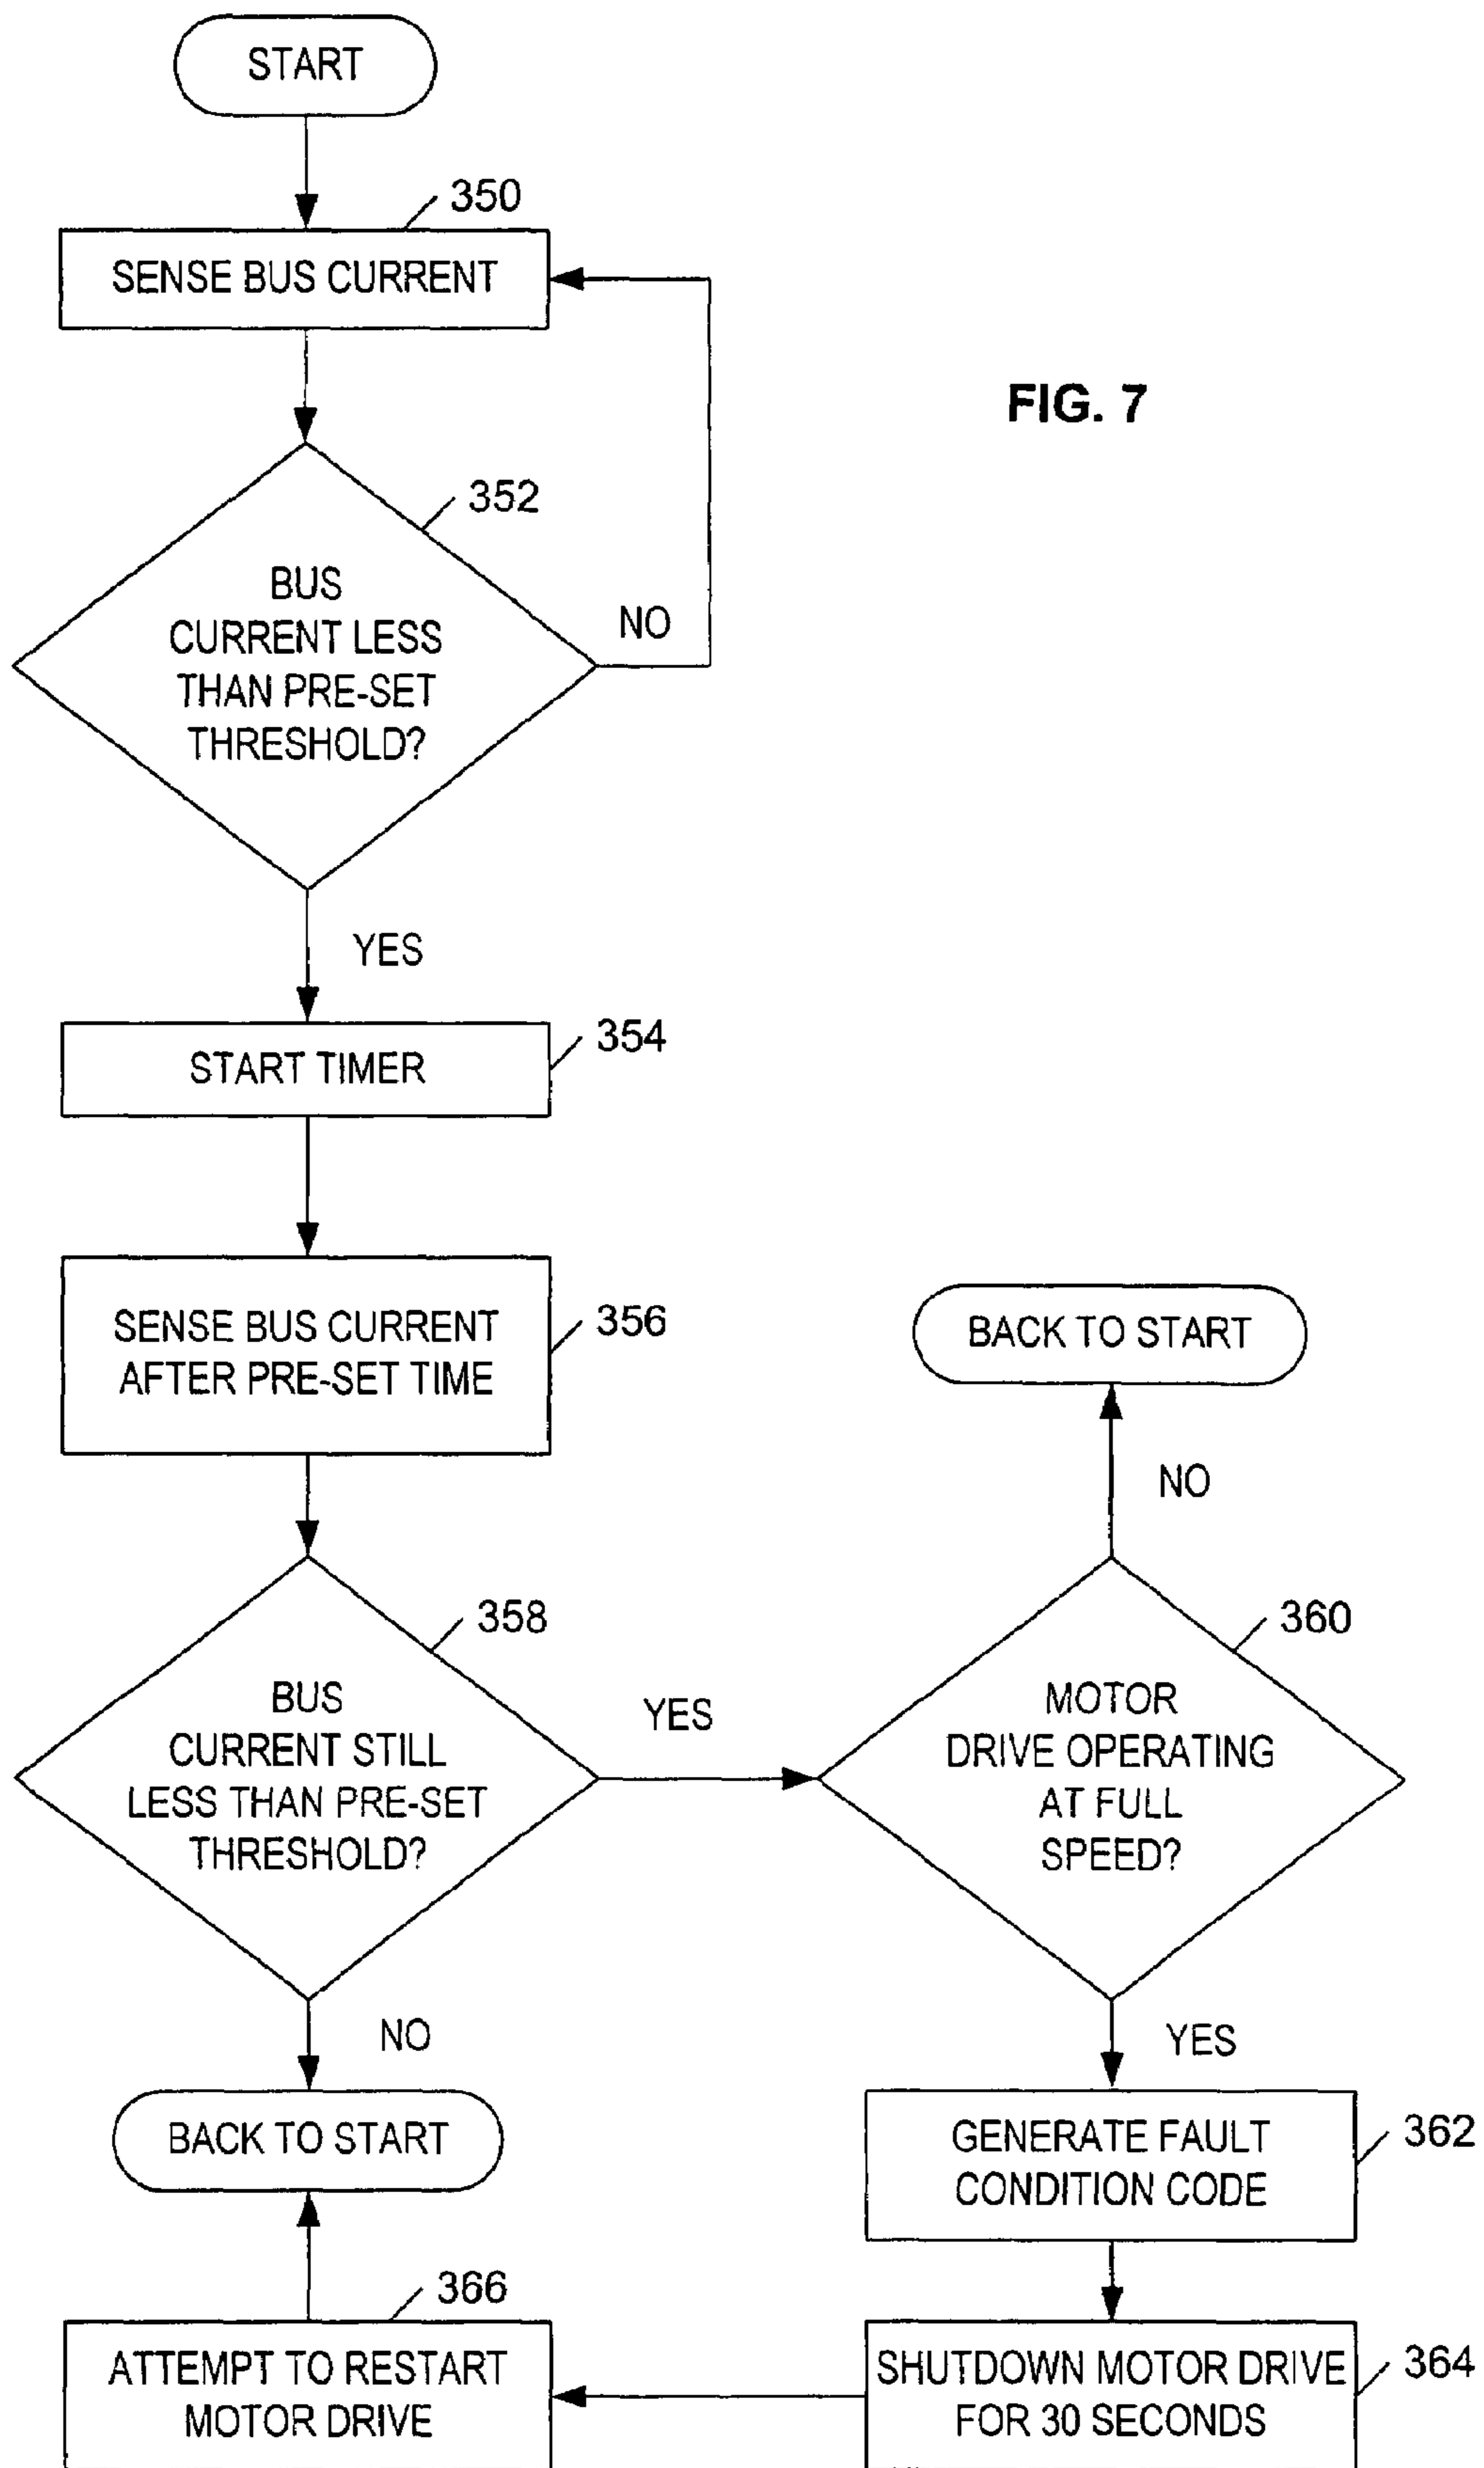 START
350
SENSE BUS CURRENT
FIG. 7
352
BUS
CURRENT LESS
THAN PRE-SET
THRESHOLD?
NO
YES
354
START TIMER
356
SENSE BUS CURRENT
AFTER PRE-SET TIME
BACK TO START
NO
358
BUS
CURRENT STILL
LESS THAN PRE-SET
THRESHOLD?
YES
360
MOTOR
DRIVE OPERATING
AT FULL
SPEED?
NO
BACK TO START
YES
GENERATE FAULT
CONDITION CODE
362
366
ATTEMPT TO RESTART
MOTOR DRIVE
SHUTDOWN MOTOR DRIVE
FOR 30 SECONDS
364